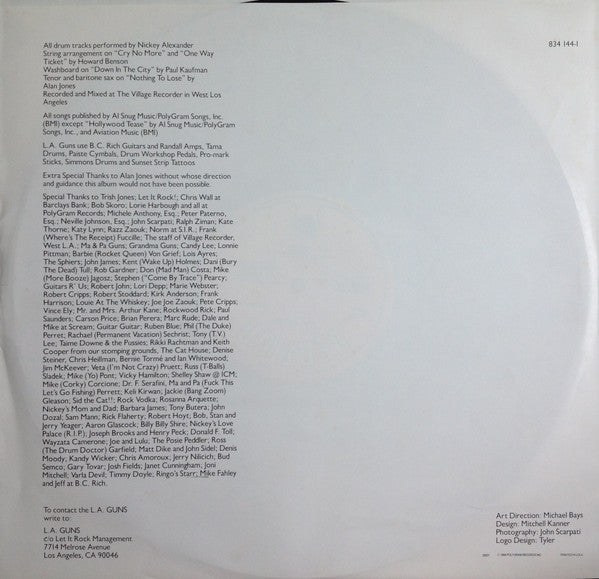 All drum tracks performed by Nickey Alexander
String arrangement on "Cry No More" and "One Way
Ticket" by Howard Benson
Washboard on "Down In The City" by Paul Kaufman
Tenor and baritone sax on "Nothing To Lose" by
Alan Jones
Recorded and Mixed at The Village Recorder in West Los
Angeles
834 144-1
All songs published by Al Snug Music/PolyGram Songs, Inc.
(BMI) except "Hollywood Tease" by Al Snug Music/PolyGram
Songs, Inc., and Aviation Music (BMI)
L.A. Guns use B.C. Rich Guitars and Randall Amps, Tama
Drums, Paiste Cymbals, Drum Workshop Pedals, Pro-mark
Sticks, Simmons Drums and Sunset Strip Tattoos
Extra Special Thanks to Alan Jones without whose direction
and guidance this album would not have been possible.
Special Thanks to Trish Jones; Let It Rock!; Chris Wall at
Barclays Bank; Bob Skoro; Lorie Harbough and all at
PolyGram Records; Michele Anthony, Esq.; Peter Paterno,
Esq.; Neville Johnson, Esq.; John Scarpati; Ralph Ziman; Kate
Thorne; Katy Lynn; Razz Zaouk; Norm at S.I.R.; Frank
(Where's The Receipt) Fuccille; The staff of Village Recorder,
West L.A.; Ma & Pa Guns; Grandma Guns; Candy Lee, Lonnie
Pittman; Barbie (Rocket Queen) Von Grief; Lois Ayres;
The Sphiers; John James; Kent (Wake Up) Holmes; Dani (Bury
The Dead) Tull; Rob Gardner; Don (Mad Man) Costa; Mike
(More Booze) Jagosz; Stephen ("Come By Trace") Pearcy;
Guitars R' Us; Robert John; Lori Depp; Marie Webster,
Robert Cripps; Robert Stoddard; Kirk Anderson; Frank
Harrison; Louie At The Whiskey; Joe Joe Zaouk; Pete Cripps;
Vince Ely; Mr. and Mrs. Arthur Kane; Rockwood Rick; Paul
Saunders; Carson Price; Brian Perera; Marc Rude; Dale and
Mike at Scream; Guitar Guitar; Ruben Blue; Phil (The Duke)
Perret; Rachael (Permanent Vacation) Sechrist; Tony (T.V.)
Lee; Taime Downe & the Pussies; Rikki Rachtman and Keith
Cooper from our stomping grounds, The Cat House; Denise
Steiner, Chris Heillman, Bernie Tormé and Ian Whitewood;
Jim McKeever; Veta (I'm Not Crazy) Pruett; Russ (T-Balls)
Sladek; Mike (Yo) Pont; Vicky Hamilton; Shelley Shaw @ ICM;
Mike (Corky) Corcione; Dr. F. Serafini, Ma and Pa (Fuck This
Let's Go Fishing) Perrett; Keli Kirwan; Jackie (Bang Zoom)
Gleason; Sid the Cat!!; Rock Vodka; Rosanna Arquette;
Nickey's Mom and Dad; Barbara James; Tony Butera; John
Dozal, Sam Mann; Rick Flaherty; Robert Hoyt; Bob, Stan and
Jerry Yeager; Aaron Glascock; Billy Billy Shire; Nickey's Love
Palace (R.I.P.); Joseph Brooks and Henry Peck; Donald F. Toll;
Wayzata Camerone; Joe and Lulu; The Posie Peddler; Ross
(The Drum Doctor) Garfield; Matt Dike and John Sidel; Denis
Moody; Kandy Wicker; Chris Amoroux; Jerry Nilicich; Bud
Semco; Gary Tovar; Josh Fields; Janet Cunningham; Joni
Mitchell; Varla Devil; Timmy Doyle; Ringo's Starr; Mike Fahley
and Jeff at B.C. Rich.
To contact the L.A. GUNS
write to:
L.A. GUNS
c/o Let It Rock Management
7714 Melrose Avenue
Los Angeles, CA 90046
Art Direction: Michael Bays
Design: Mitchell Kanner
Photography: John Scarpati
Logo Design: Tyler